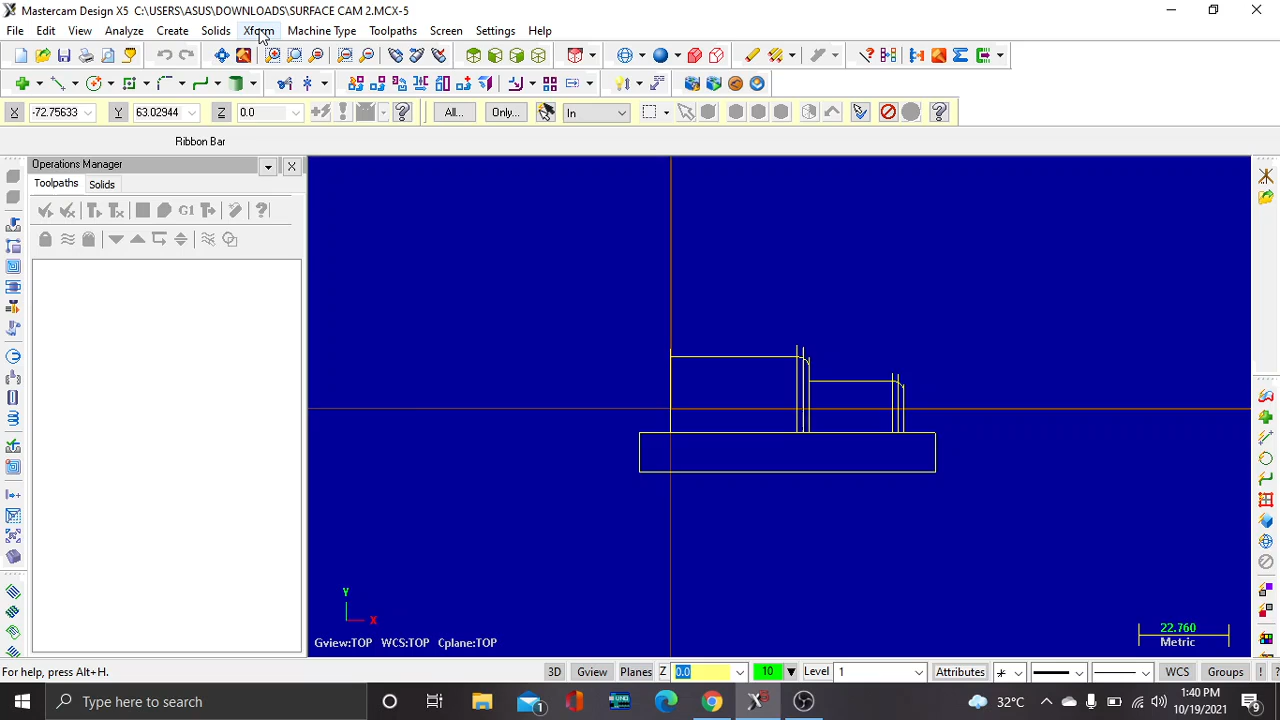 Mastercam Design X5  C:\USERS\ASUS\DOWNLOADS\SURFACE CAM 2.MCX-5
File Edit View Analyze Create Solids Xform Machine Type Toolpaths Screen Settings Help
X -72.75633 Y 63.02944 Z 0.0 All... Only... In
Ribbon Bar
Operations Manager
Toolpaths Solids
G1
Y
X
22.760
Metric
Gview:TOP WCS:TOP Cplane:TOP
For help, press Alt+H. 3D Gview Planes Z 0.0 10 Level 1 Attributes WCS Groups ! ?
Type here to search 1 32°C 1:40 PM
10/19/2021 9